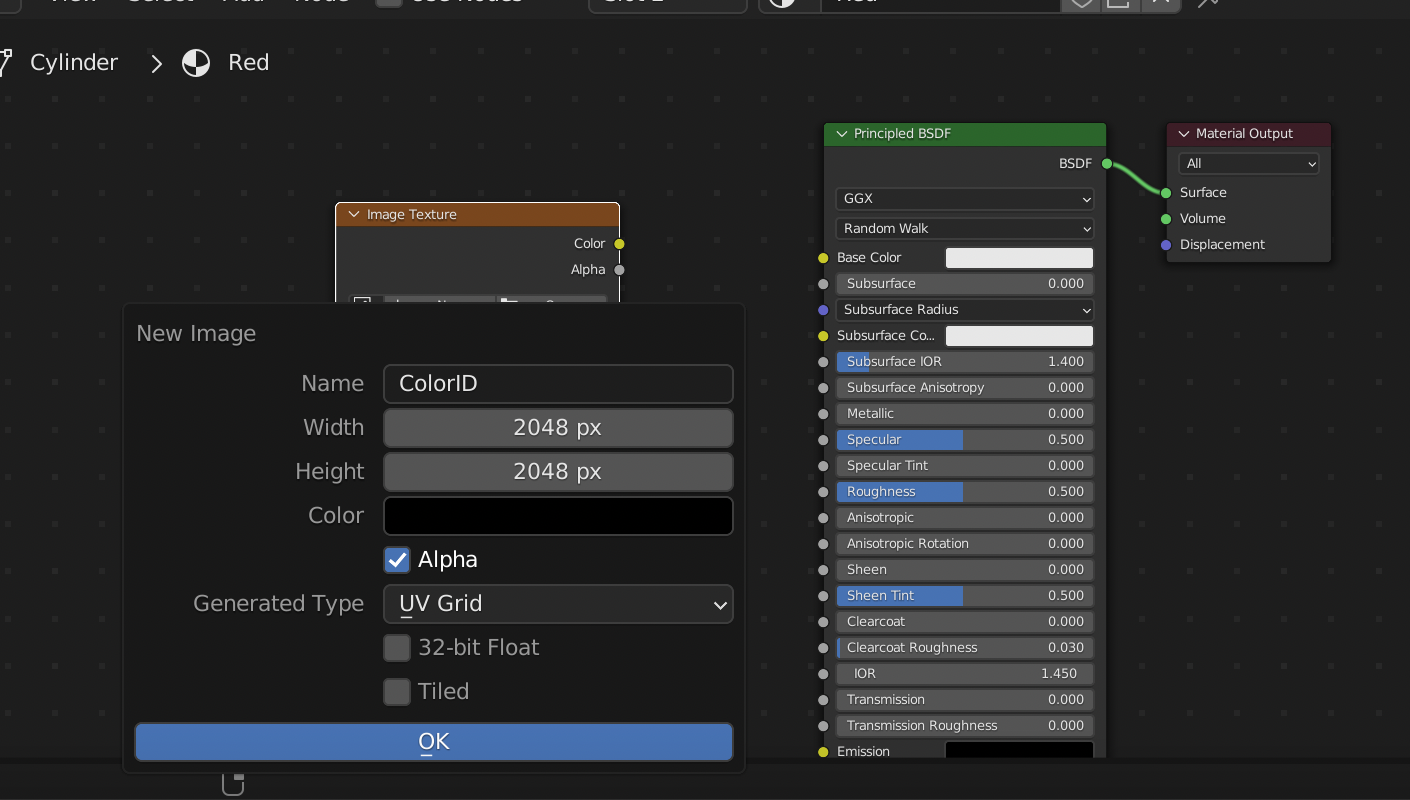 Cylinder > Red
Principled BSDF
BSDF
GGX
Random Walk
Base Color
Subsurface 0.000
Subsurface Radius
Subsurface Co...
Subsurface IOR 1.400
Subsurface Anisotropy 0.000
Metallic 0.000
Specular 0.500
Specular Tint 0.000
Roughness 0.500
Anisotropic 0.000
Anisotropic Rotation 0.000
Sheen 0.000
Sheen Tint 0.500
Clearcoat 0.000
Clearcoat Roughness 0.030
IOR 1.450
Transmission 0.000
Transmission Roughness 0.000
Emission
Material Output
All
Surface
Volume
Displacement
Image Texture
Color
Alpha
New Image
Name ColorID
Width 2048 px
Height 2048 px
Color
Alpha
Generated Type UV Grid
32-bit Float
Tiled
OK